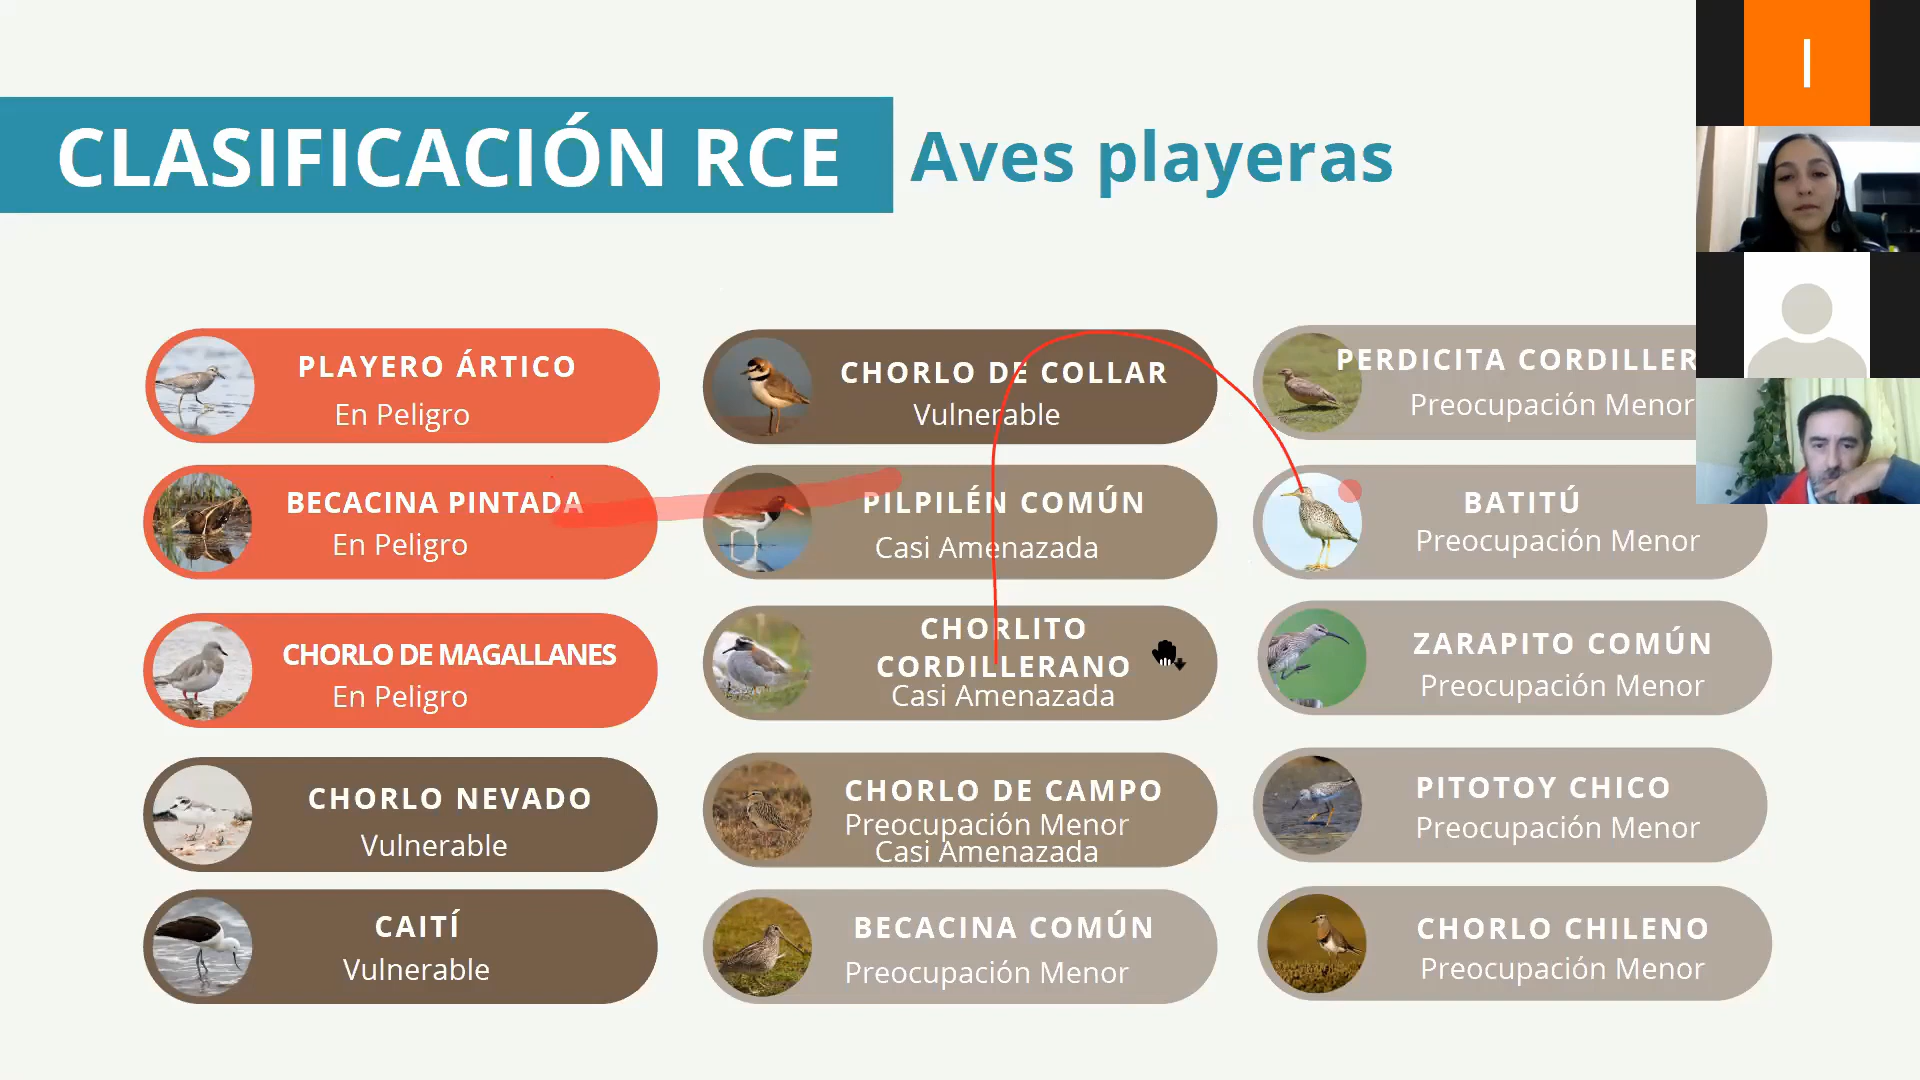 CLASIFICACIÓN RCE
Aves playeras
PLAYERO ÁRTICO
En Peligro
BECACINA PINTADA
En Peligro
CHORLO DE MAGALLANES
En Peligro
CHORLO NEVADO
Vulnerable
CAITÍ
Vulnerable
CHORLO DE COLLAR
Vulnerable
PILPILÉN COMÚN
Casi Amenazada
CHORLITO
CORDILLERANO
Casi Amenazada
CHORLO DE CAMPO
Preocupación Menor
Casi Amenazada
BECACINA COMÚN
Preocupación Menor
PERDICITA CORDILLER
Preocupación Menor
BATITÚ
Preocupación Menor
ZARAPITO COMÚN
Preocupación Menor
PITOTOY CHICO
Preocupación Menor
CHORLO CHILENO
Preocupación Menor
I